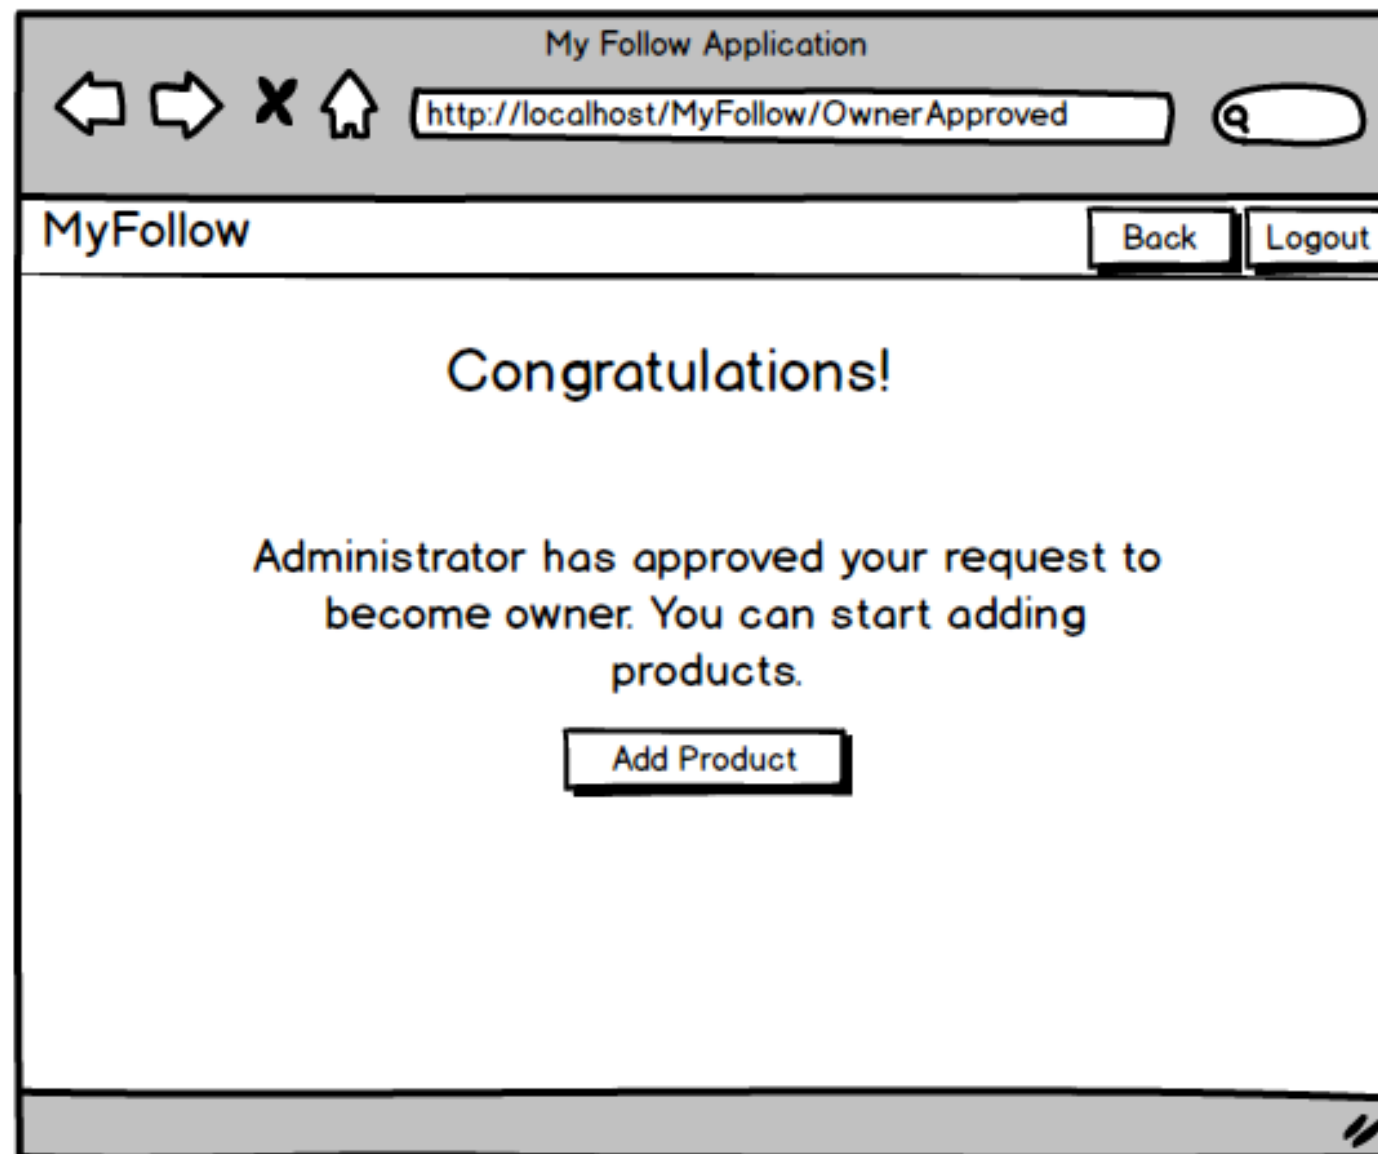 My Follow Application
http://localhost/MyFollow/OwnerApproved
MyFollow
Back
Logout
Congratulations!
Administrator has approved your request to
become owner. You can start adding
products.
Add Product